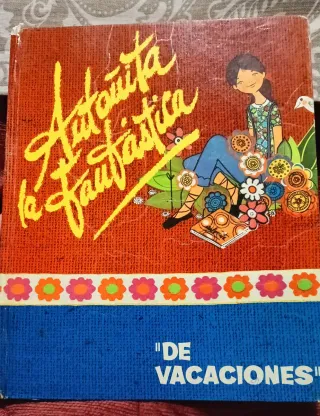 Antoñita
la fantástica
"DE
VACACIONES"